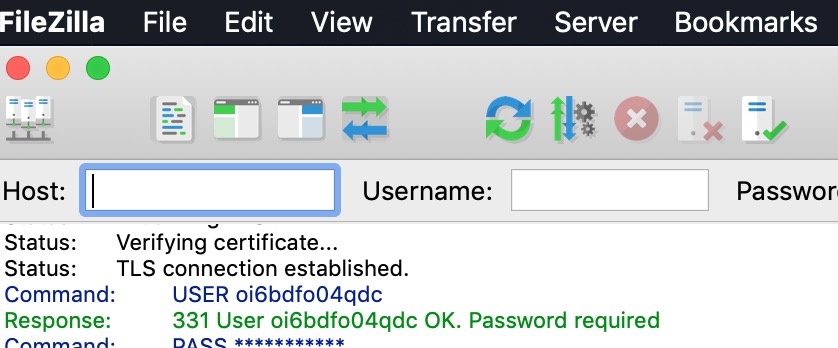 FileZilla File Edit View Transfer Server Bookmarks
Host: Username: Passwor
Status: Verifying certificate...
Status: TLS connection established.
Command: USER oi6bdfo04qdc
Response: 331 User oi6bdfo04qdc OK. Password required
Command: PASS ***********